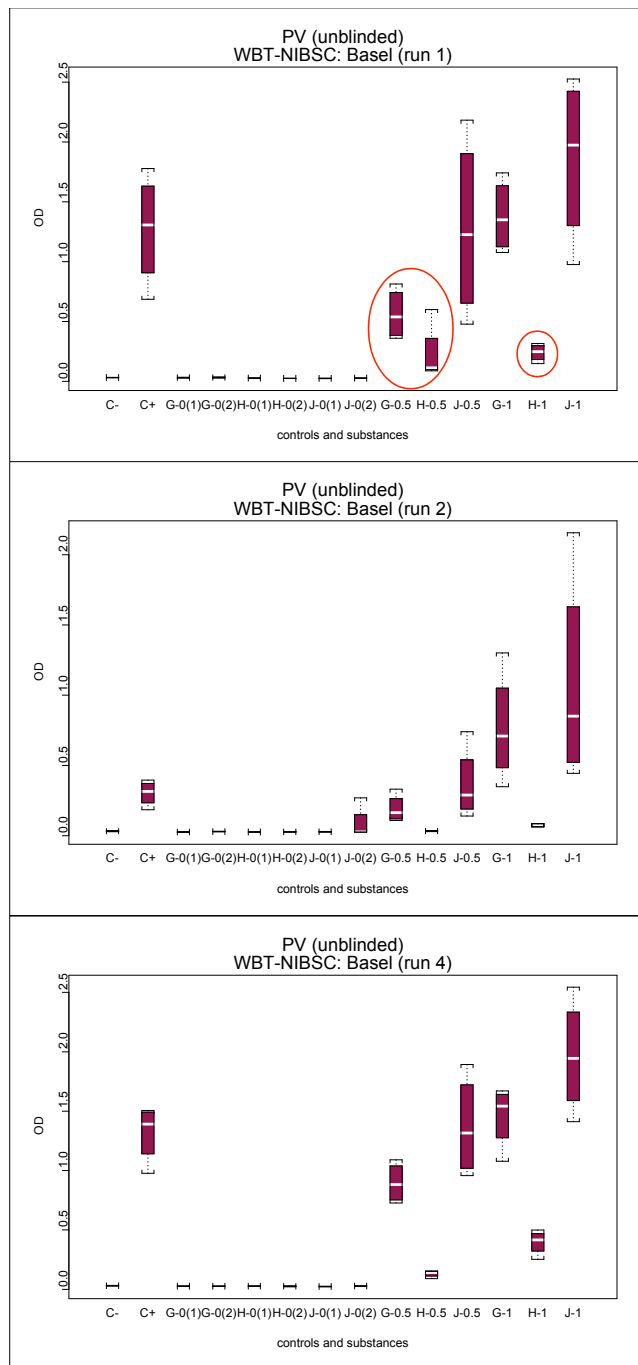 PV (unblinded)
WBT-NIBSC: Basel (run 1)
2.5
2.0
1.5
1.0
0.5
0.0
OD
C- C+ G-0(1) G-0(2) H-0(1) H-0(2) J-0(1) J-0(2) G-0.5 H-0.5 J-0.5 G-1 H-1 J-1
controls and substances
PV (unblinded)
WBT-NIBSC: Basel (run 2)
2.0
1.5
1.0
0.5
0.0
OD
C- C+ G-0(1) G-0(2) H-0(1) H-0(2) J-0(1) J-0(2) G-0.5 H-0.5 J-0.5 G-1 H-1 J-1
controls and substances
PV (unblinded)
WBT-NIBSC: Basel (run 4)
2.5
2.0
1.5
1.0
0.5
0.0
OD
C- C+ G-0(1) G-0(2) H-0(1) H-0(2) J-0(1) J-0(2) G-0.5 H-0.5 J-0.5 G-1 H-1 J-1
controls and substances